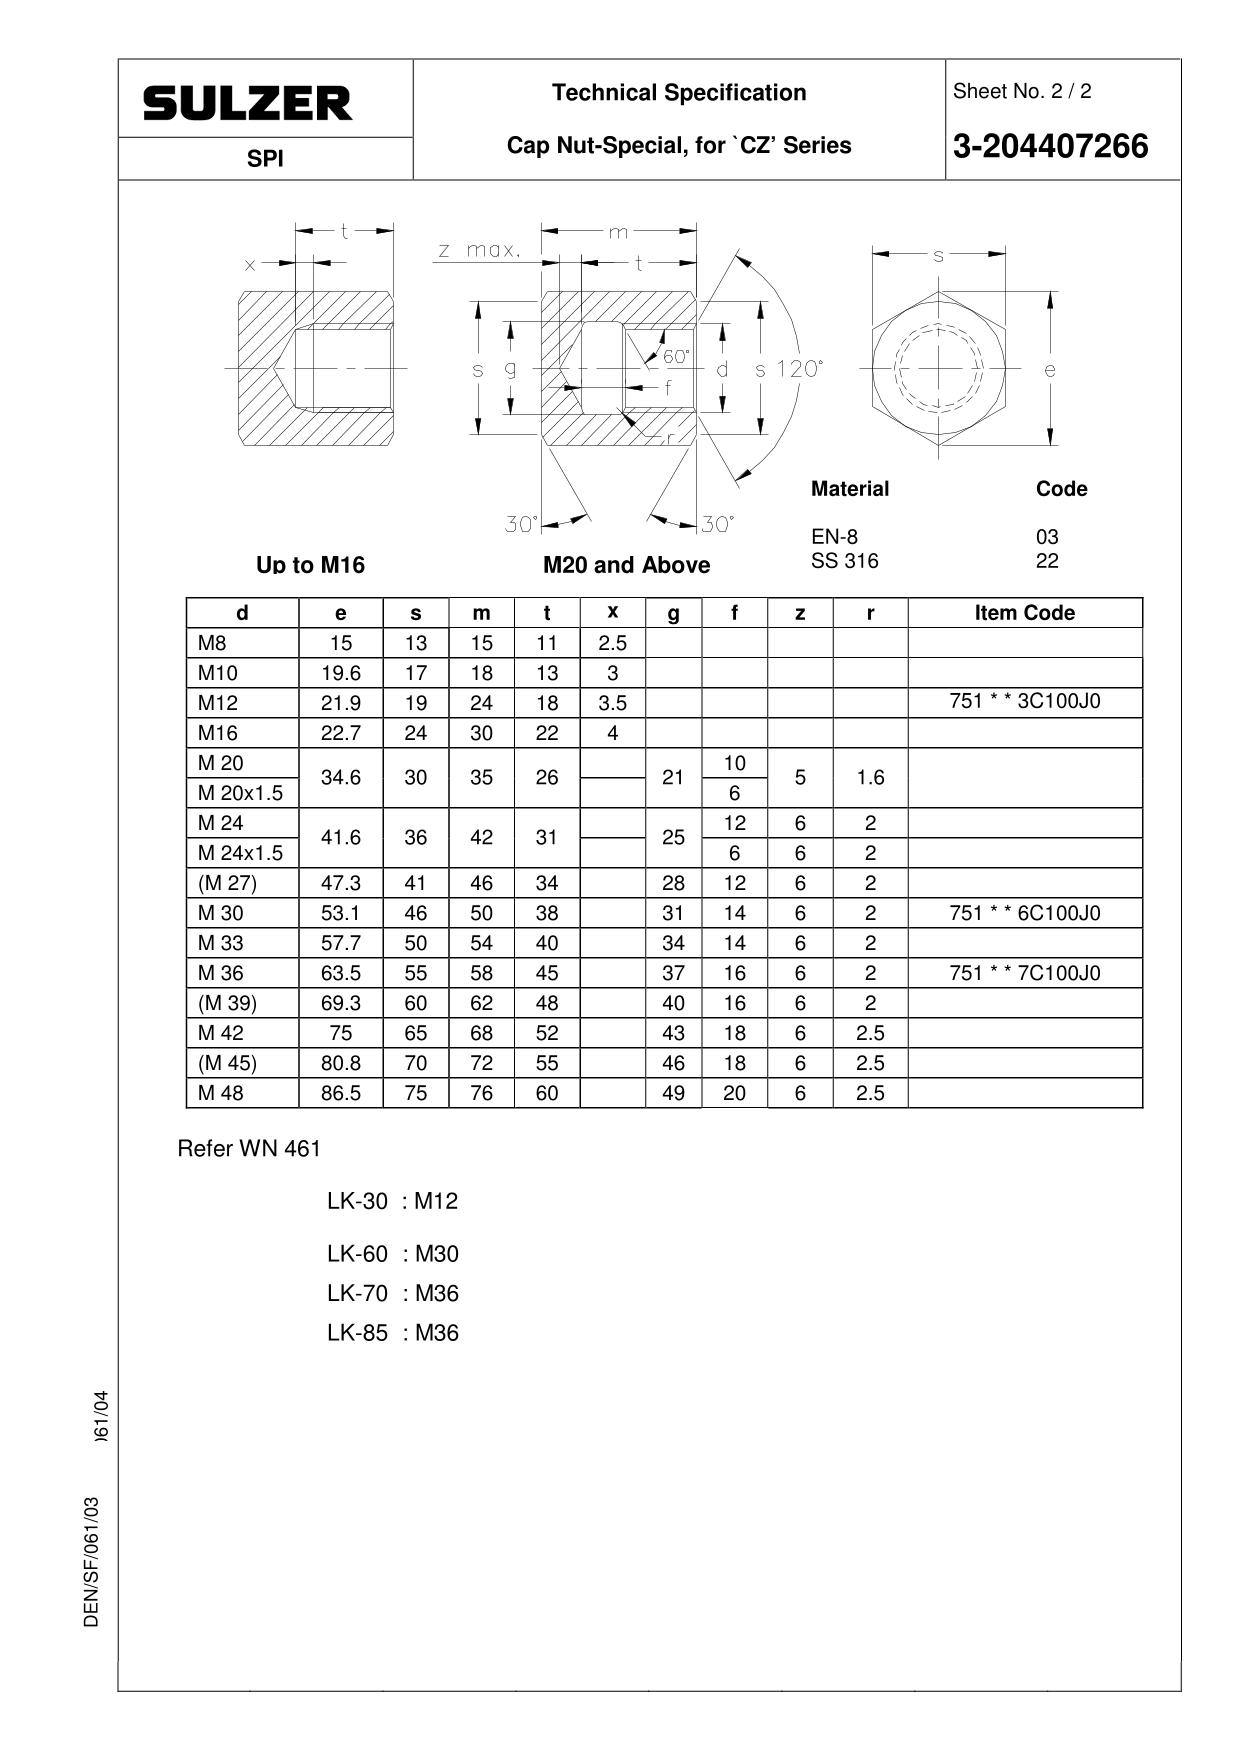 SULZER
SPI
Technical Specification
Cap Nut-Special, for `CZ' Series
Sheet No. 2 / 2
3-204407266
t
x
m
z max.
t
s
g
60°
f
r
d
s
120°
30°
30°
s
e
Up to M16
M20 and Above
Material Code
EN-8 03
SS 316 22
d e s m t x g f z r Item Code
M8 15 13 15 11 2.5
M10 19.6 17 18 13 3
M12 21.9 19 24 18 3.5 751 * * 3C100J0
M16 22.7 24 30 22 4
M 20 34.6 30 35 26 21 10 5 1.6
M 20x1.5 6
M 24 41.6 36 42 31 25 12 6 2
M 24x1.5 6 6 2
(M 27) 47.3 41 46 34 28 12 6 2
M 30 53.1 46 50 38 31 14 6 2 751 * * 6C100J0
M 33 57.7 50 54 40 34 14 6 2
M 36 63.5 55 58 45 37 16 6 2 751 * * 7C100J0
(M 39) 69.3 60 62 48 40 16 6 2
M 42 75 65 68 52 43 18 6 2.5
(M 45) 80.8 70 72 55 46 18 6 2.5
M 48 86.5 75 76 60 49 20 6 2.5
Refer WN 461
LK-30 : M12
LK-60 : M30
LK-70 : M36
LK-85 : M36
)61/04
DEN/SF/061/03